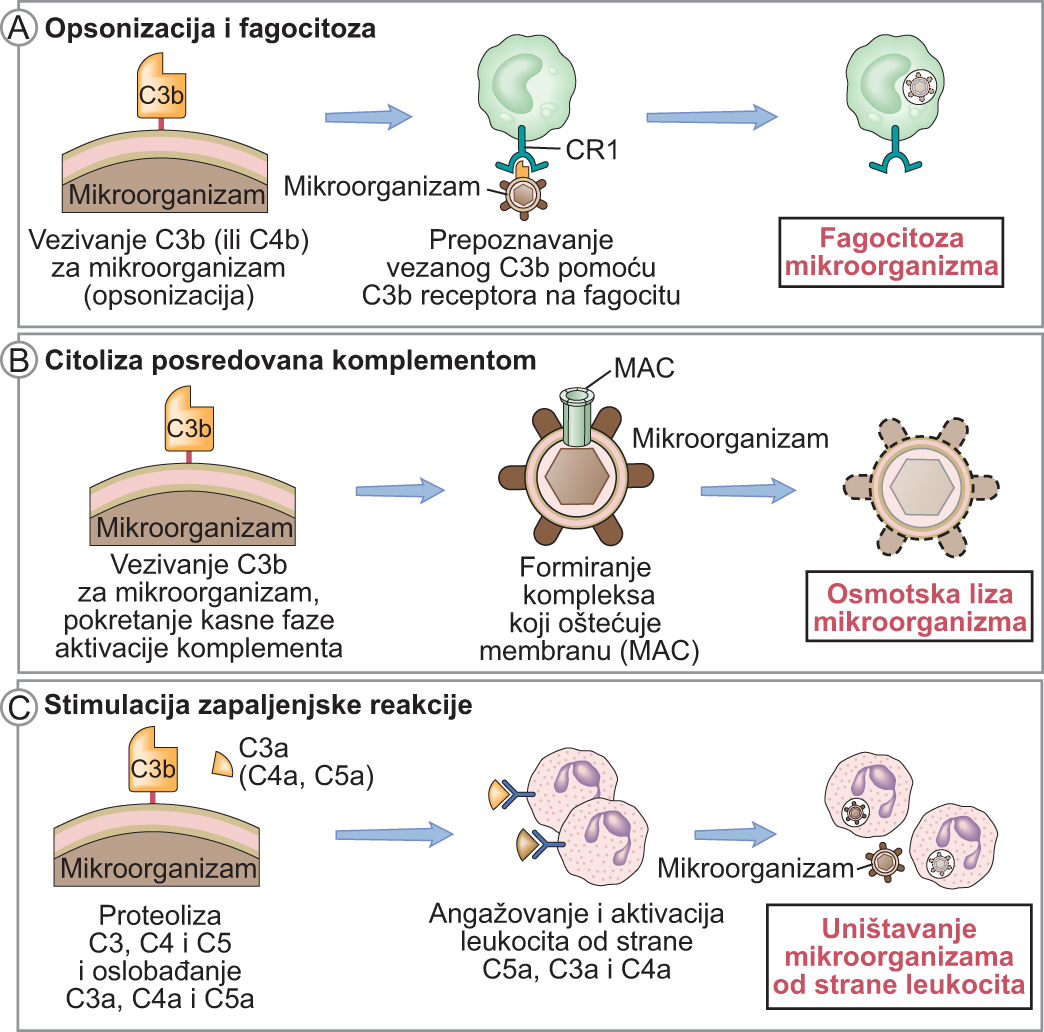 A Opsonizacija i fagocitoza
C3b
Mikroorganizam
Vezivanje C3b (ili C4b)
za mikroorganizam
(opsonizacija)
CR1
Mikroorganizam
Prepoznavanje
vezanog C3b pomoću
C3b receptora na fagocitu
Fagocitoza
mikroorganizma
B Citoliza posredovana komplementom
C3b
Mikroorganizam
Vezivanje C3b
za mikroorganizam,
pokretanje kasne faze
aktivacije komplementa
MAC
Mikroorganizam
Formiranje
kompleksa
koji oštećuje
membranu (MAC)
Osmotska liza
mikroorganizma
C Stimulacija zapaljenjske reakcije
C3b
C3a
(C4a, C5a)
Mikroorganizam
Proteoliza
C3, C4 i C5
i oslobađanje
C3a, C4a i C5a
Angažovanje i aktivacija
leukocita od strane
C5a, C3a i C4a
Mikroorganizam
Uništavanje
mikroorganizama
od strane leukocita